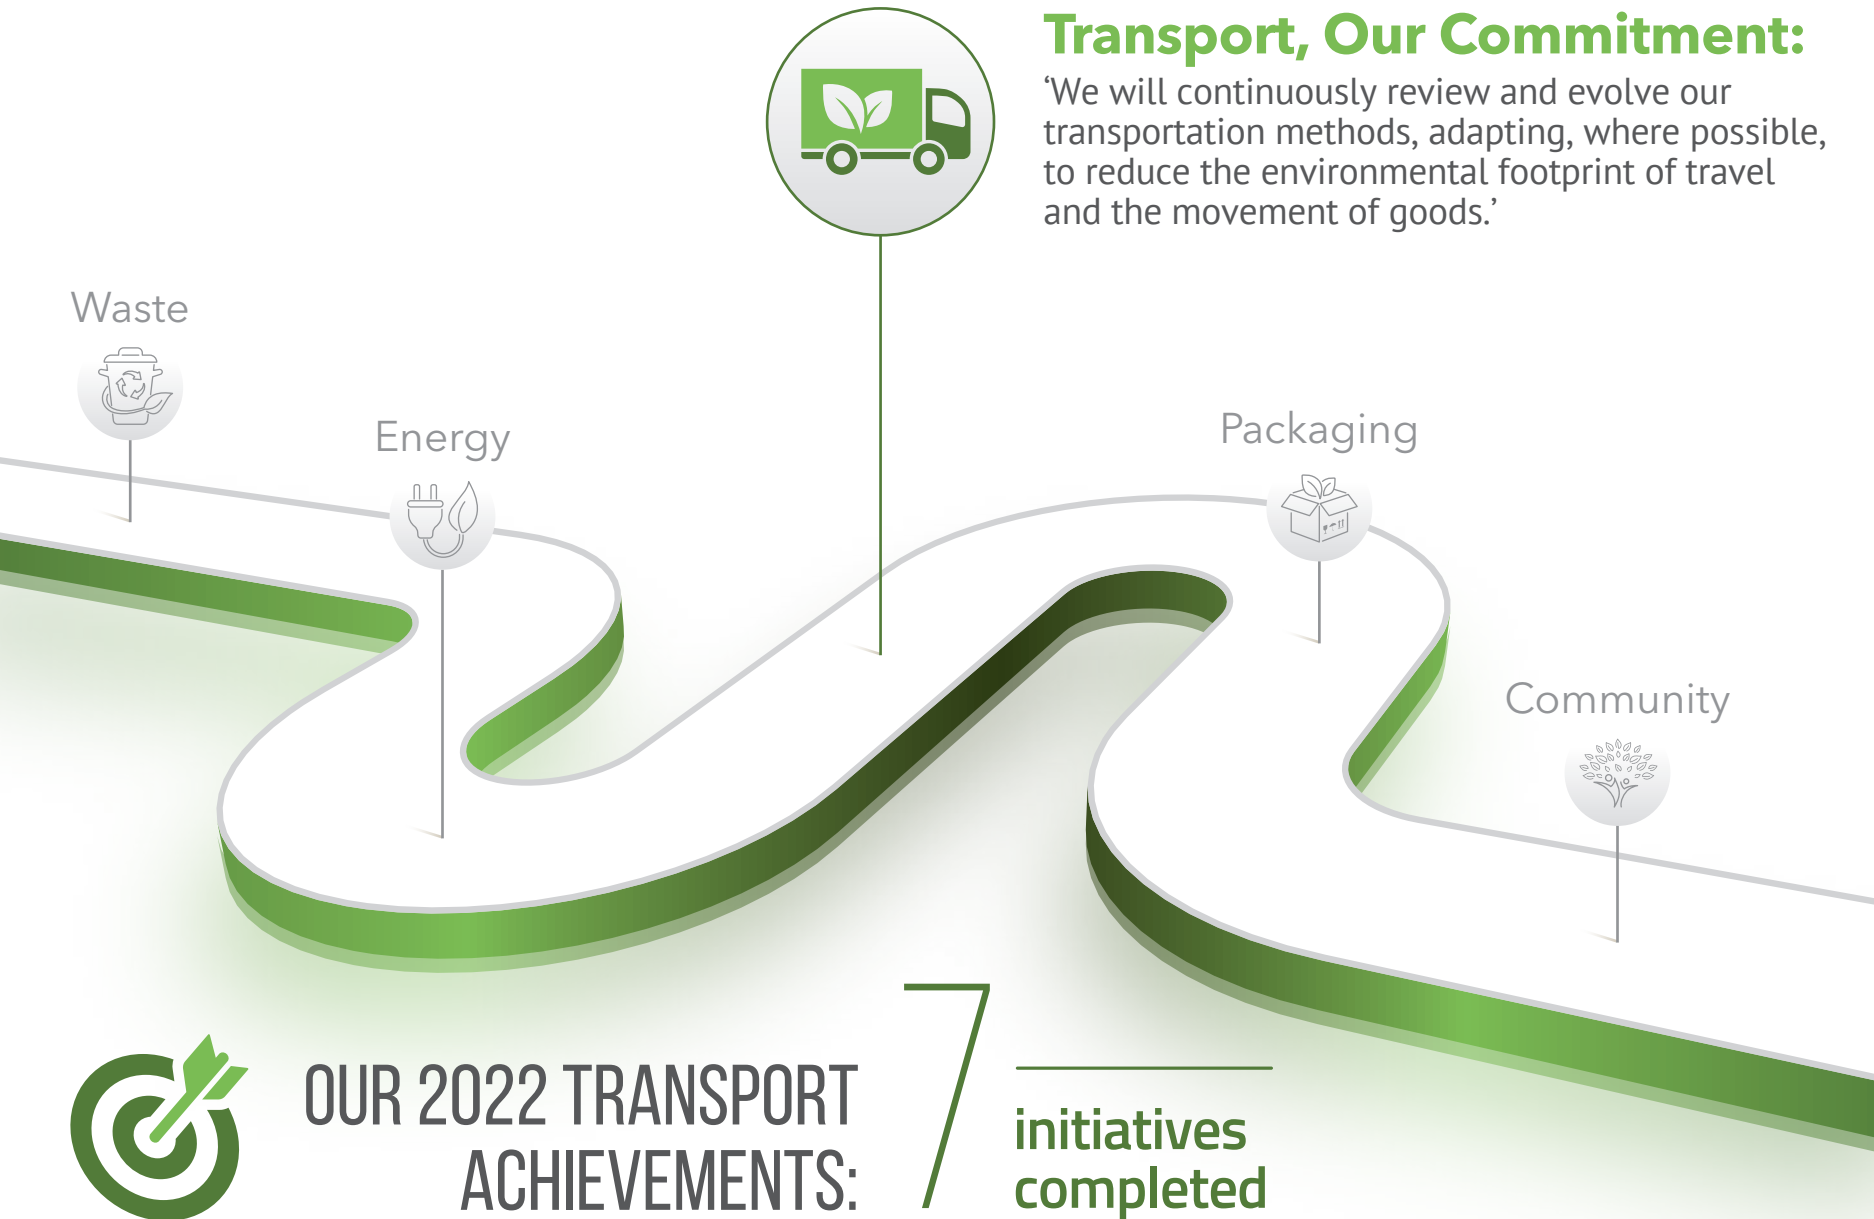 Transport, Our Commitment:
‘We will continuously review and evolve our
transportation methods, adapting, where possible,
to reduce the environmental footprint of travel
and the movement of goods.’
Waste
Energy
Packaging
Community
OUR 2022 TRANSPORT
ACHIEVEMENTS:
7
initiatives
completed